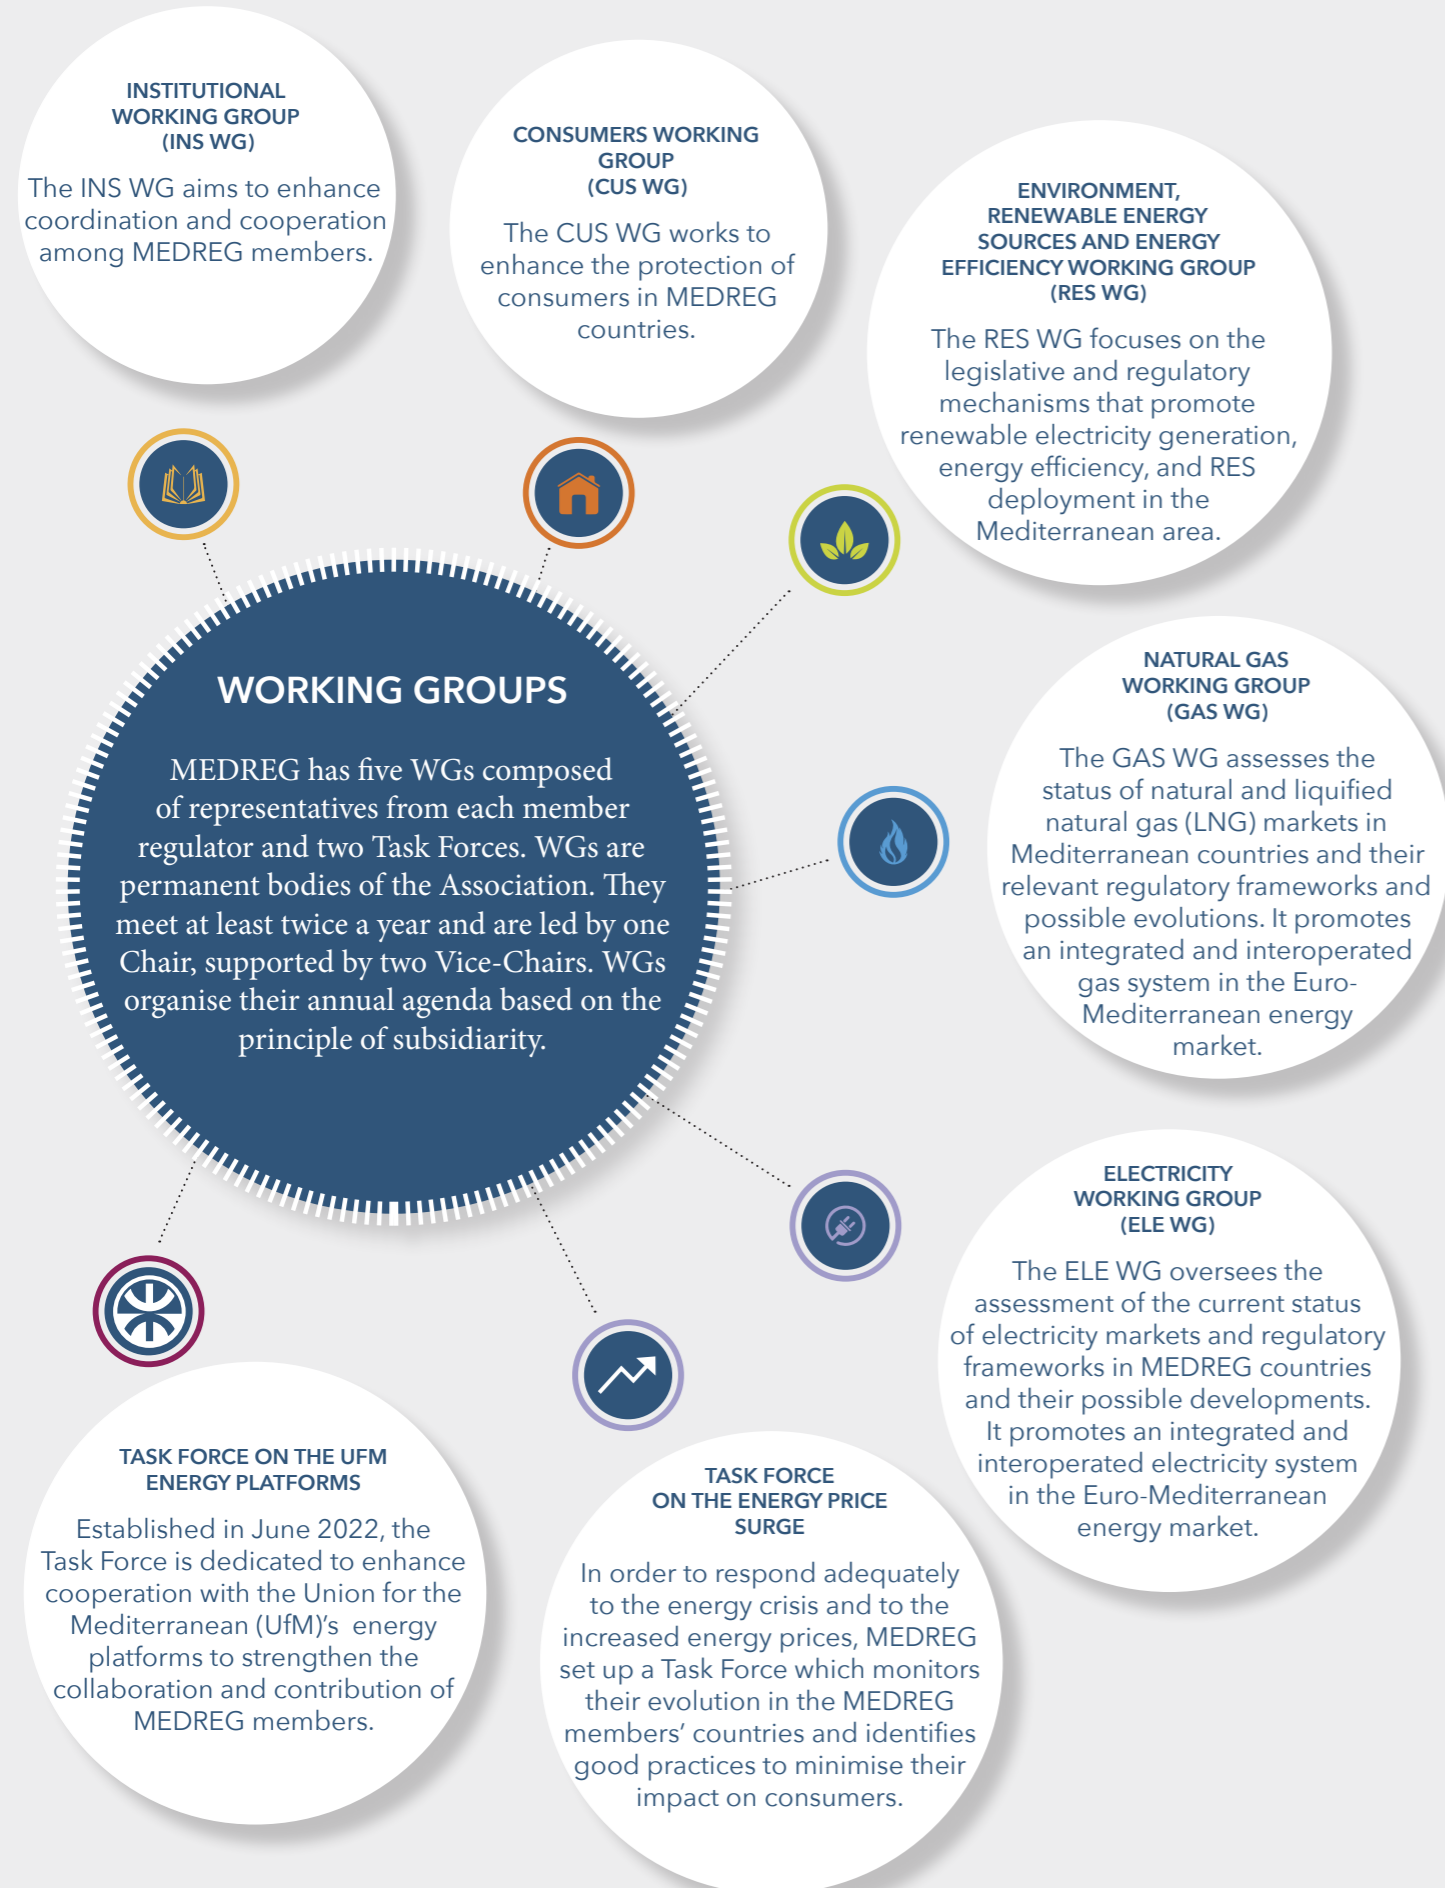 INSTITUTIONAL
WORKING GROUP
(INS WG)
The INS WG aims to enhance
coordination and cooperation
among MEDREG members.
CONSUMERS WORKING
GROUP
(CUS WG)
The CUS WG works to
enhance the protection of
consumers in MEDREG
countries.
ENVIRONMENT,
RENEWABLE ENERGY
SOURCES AND ENERGY
EFFICIENCY WORKING GROUP
(RES WG)
The RES WG focuses on the
legislative and regulatory
mechanisms that promote
renewable electricity generation,
energy efficiency, and RES
deployment in the
Mediterranean area.
WORKING GROUPS
MEDREG has five WGs composed
of representatives from each member
regulator and two Task Forces. WGs are
permanent bodies of the Association. They
meet at least twice a year and are led by one
Chair, supported by two Vice-Chairs. WGs
organise their annual agenda based on the
principle of subsidiarity.
NATURAL GAS
WORKING GROUP
(GAS WG)
The GAS WG assesses the
status of natural and liquified
natural gas (LNG) markets in
Mediterranean countries and their
relevant regulatory frameworks and
possible evolutions. It promotes
an integrated and interoperated
gas system in the Euro-
Mediterranean energy
market.
ELECTRICITY
WORKING GROUP
(ELE WG)
The ELE WG oversees the
assessment of the current status
of electricity markets and regulatory
frameworks in MEDREG countries
and their possible developments.
It promotes an integrated and
interoperated electricity system
in the Euro-Mediterranean
energy market.
TASK FORCE ON THE UFM
ENERGY PLATFORMS
Established in June 2022, the
Task Force is dedicated to enhance
cooperation with the Union for the
Mediterranean (UfM)’s energy
platforms to strengthen the
collaboration and contribution of
MEDREG members.
TASK FORCE
ON THE ENERGY PRICE
SURGE
In order to respond adequately
to the energy crisis and to the
increased energy prices, MEDREG
set up a Task Force which monitors
their evolution in the MEDREG
members’ countries and identifies
good practices to minimise their
impact on consumers.